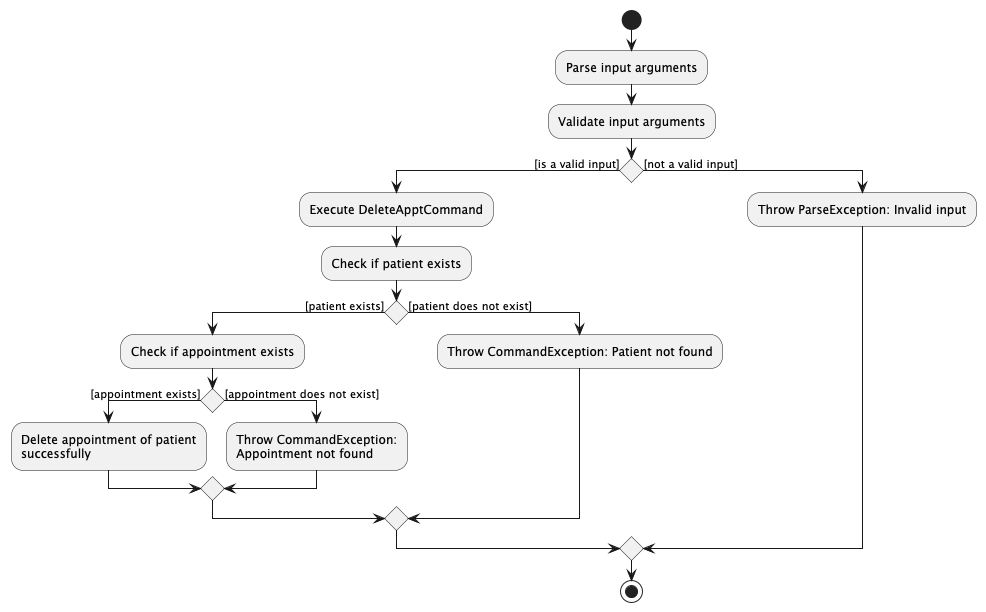 Parse input arguments
Validate input arguments
[is a valid input]
[not a valid input]
Execute DeleteApptCommand
Throw ParseException: Invalid input
Check if patient exists
[patient exists]
[patient does not exist]
Check if appointment exists
Throw CommandException: Patient not found
[appointment exists]
[appointment does not exist]
Delete appointment of patient
successfully
Throw CommandException:
Appointment not found